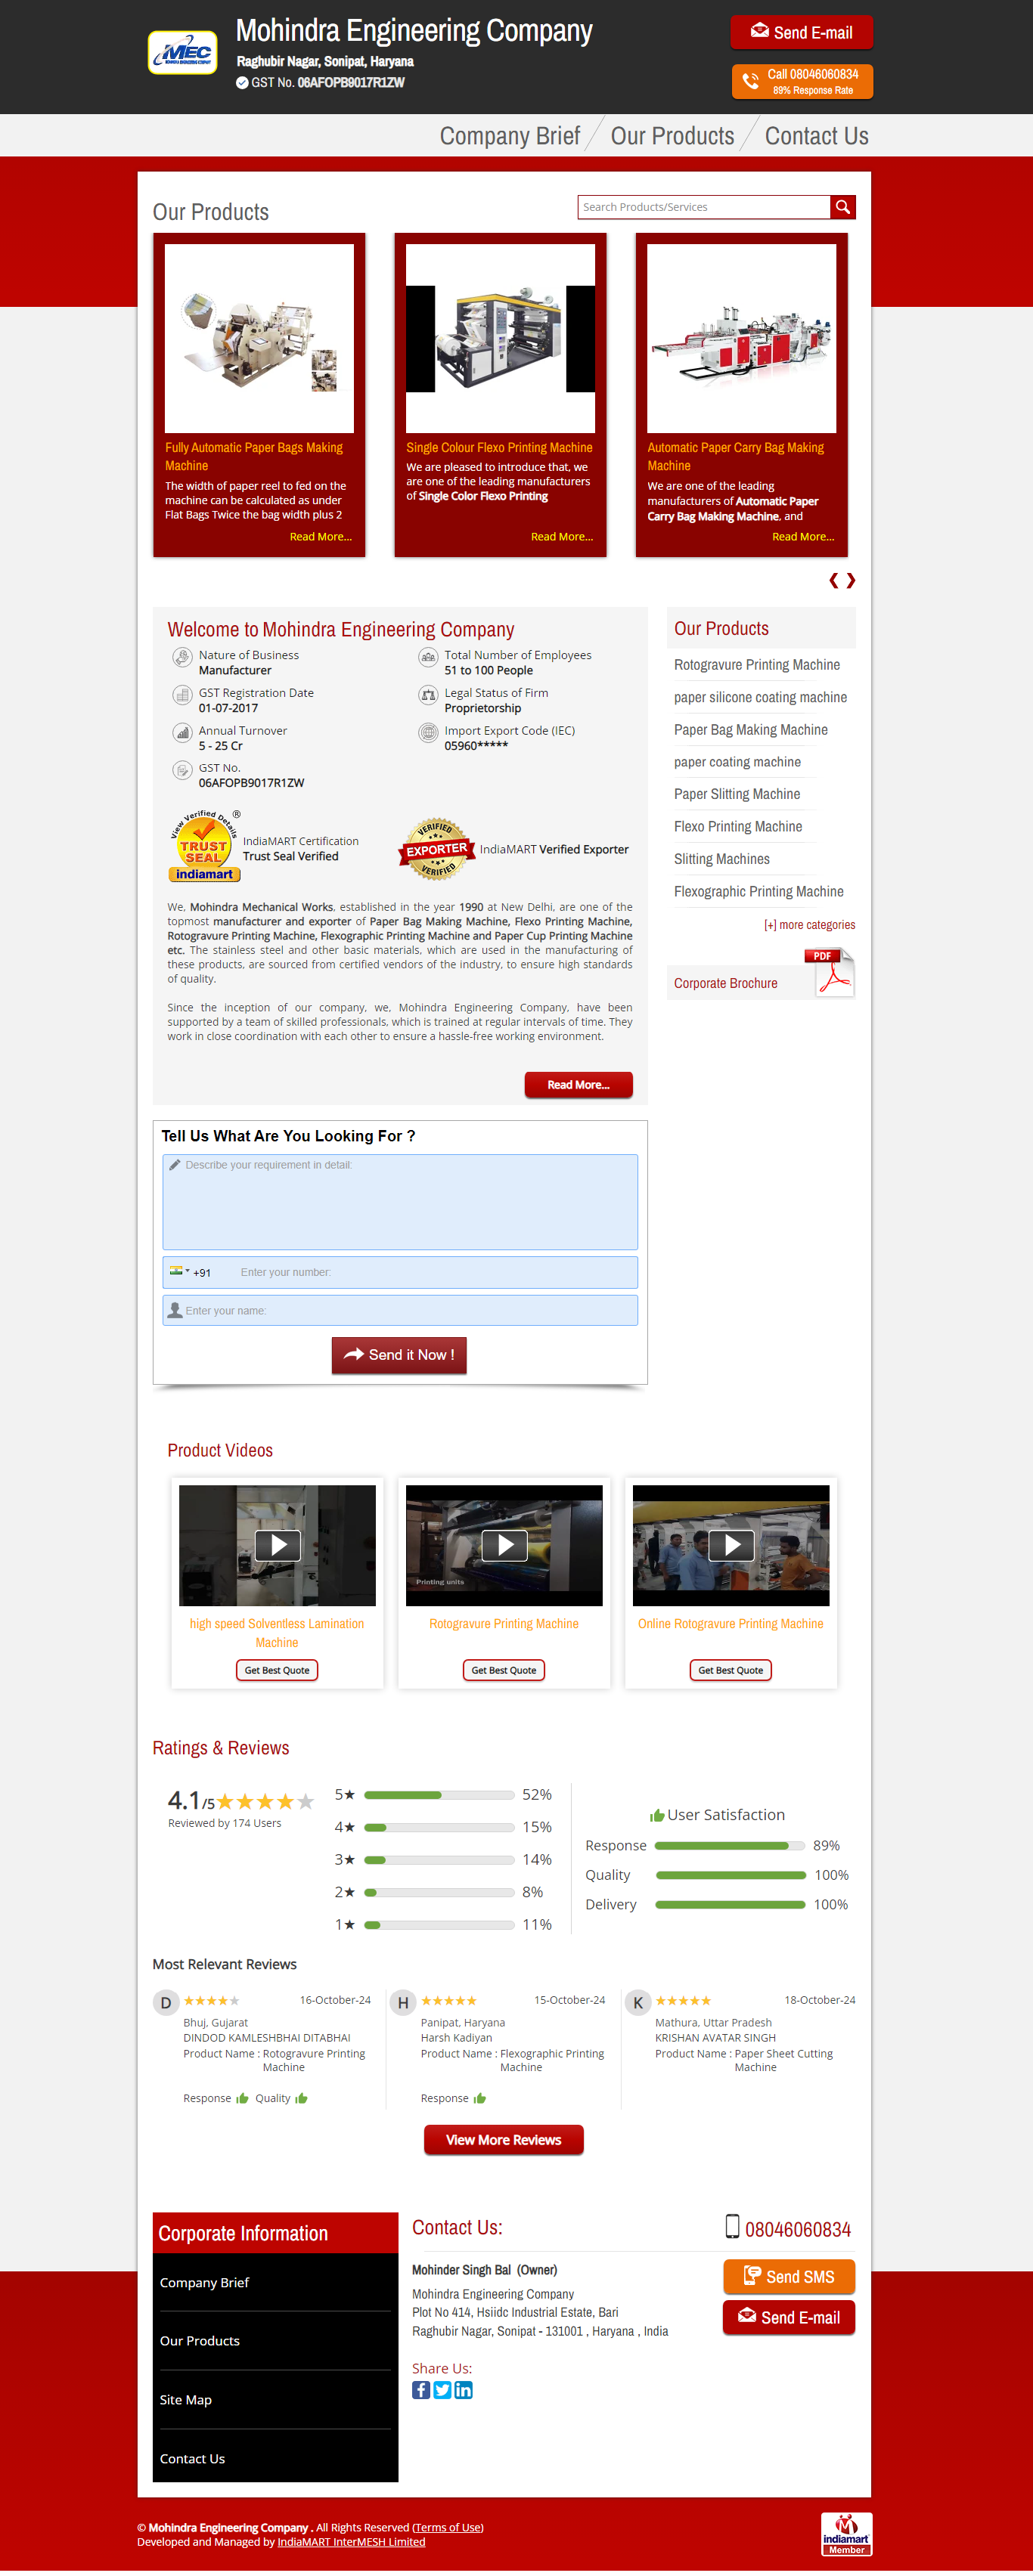 MEC
MOHINDRA ENGINEERING COMPANY
Mohindra Engineering Company
Raghubir Nagar, Sonipat, Haryana
GST No. 06AFOPB9017R1ZW
Send E-mail
Call 08046060834
89% Response Rate
Company Brief
Our Products
Contact Us
Our Products
Search Products/Services
Fully Automatic Paper Bags Making
Machine
The width of paper reel to fed on the
machine can be calculated as under
Flat Bags Twice the bag width plus 2
Read More...
Single Colour Flexo Printing Machine
We are pleased to introduce that, we
are one of the leading manufacturers
of Single Color Flexo Printing
Read More...
Automatic Paper Carry Bag Making
Machine
We are one of the leading
manufacturers of Automatic Paper
Carry Bag Making Machine, and
Read More...
Welcome to Mohindra Engineering Company
Nature of Business
Manufacturer
Total Number of Employees
51 to 100 People
GST Registration Date
01-07-2017
Legal Status of Firm
Proprietorship
Annual Turnover
5 - 25 Cr
Import Export Code (IEC)
05960*****
GST No.
06AFOPB9017R1ZW
View Verified Details ®
TRUST
SEAL
indiamart
IndiaMART Certification
Trust Seal Verified
VERIFIED
EXPORTER
VERIFIED
IndiaMART Verified Exporter
We, Mohindra Mechanical Works, established in the year 1990 at New Delhi, are one of the
topmost manufacturer and exporter of Paper Bag Making Machine, Flexo Printing Machine,
Rotogravure Printing Machine, Flexographic Printing Machine and Paper Cup Printing Machine
etc. The stainless steel and other basic materials, which are used in the manufacturing of
these products, are sourced from certified vendors of the industry, to ensure high standards
of quality.
Since the inception of our company, we, Mohindra Engineering Company, have been
supported by a team of skilled professionals, which is trained at regular intervals of time. They
work in close coordination with each other to ensure a hassle-free working environment.
Read More...
Our Products
Rotogravure Printing Machine
paper silicone coating machine
Paper Bag Making Machine
paper coating machine
Paper Slitting Machine
Flexo Printing Machine
Slitting Machines
Flexographic Printing Machine
[+] more categories
Corporate Brochure
PDF
Tell Us What Are You Looking For ?
Describe your requirement in detail:
+91
Enter your number:
Enter your name:
Send it Now !
Product Videos
Printing units
high speed Solventless Lamination
Machine
Get Best Quote
Rotogravure Printing Machine
Get Best Quote
Online Rotogravure Printing Machine
Get Best Quote
Ratings & Reviews
4.1/5★★★★★
Reviewed by 174 Users
5★ 52%
4★ 15%
3★ 14%
2★ 8%
1★ 11%
User Satisfaction
Response 89%
Quality 100%
Delivery 100%
Most Relevant Reviews
D ★★★★★ 16-October-24
Bhuj, Gujarat
DINDOD KAMLESHBHAI DITABHAI
Product Name : Rotogravure Printing
Machine
Response Quality
H ★★★★★ 15-October-24
Panipat, Haryana
Harsh Kadiyan
Product Name : Flexographic Printing
Machine
Response
K ★★★★★ 18-October-24
Mathura, Uttar Pradesh
KRISHAN AVATAR SINGH
Product Name : Paper Sheet Cutting
Machine
View More Reviews
Corporate Information
Company Brief
Our Products
Site Map
Contact Us
Contact Us:
08046060834
Mohinder Singh Bal (Owner)
Mohindra Engineering Company
Plot No 414, Hsiidc Industrial Estate, Bari
Raghubir Nagar, Sonipat - 131001 , Haryana , India
Send SMS
Send E-mail
Share Us:
© Mohindra Engineering Company . All Rights Reserved (Terms of Use)
Developed and Managed by IndiaMART InterMESH Limited
indiamart
Member